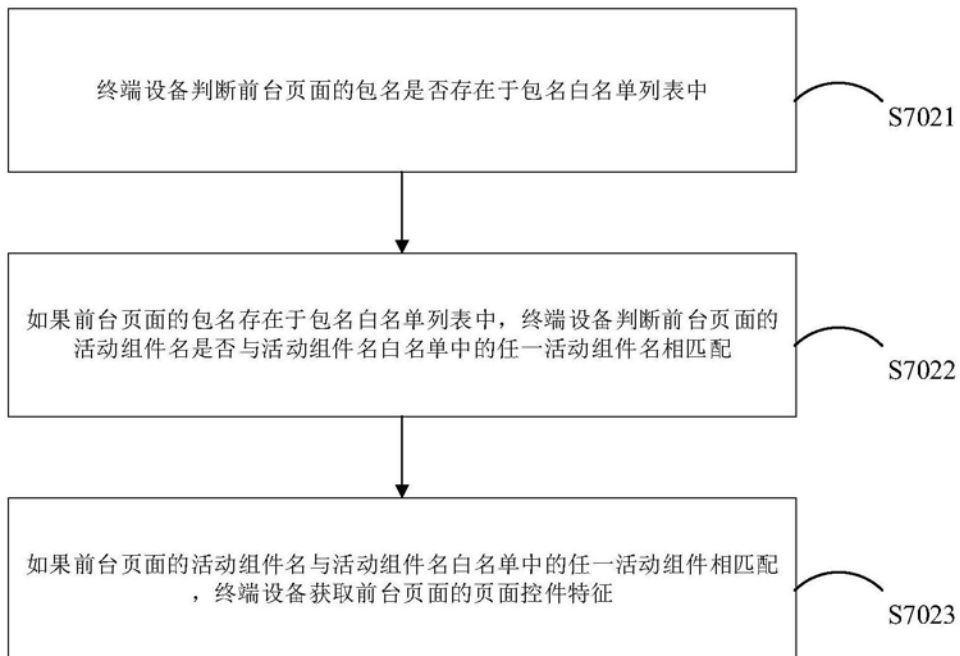 终端设备判断前台页面的包名是否存在于包名白名单列表中
S7021
如果前台页面的包名存在于包名白名单列表中，终端设备判断前台页面的
活动组件名是否与活动组件名白名单中的任一活动组件名相匹配
S7022
如果前台页面的活动组件名与活动组件名白名单中的任一活动组件相匹配
，终端设备获取前台页面的页面控件特征
S7023